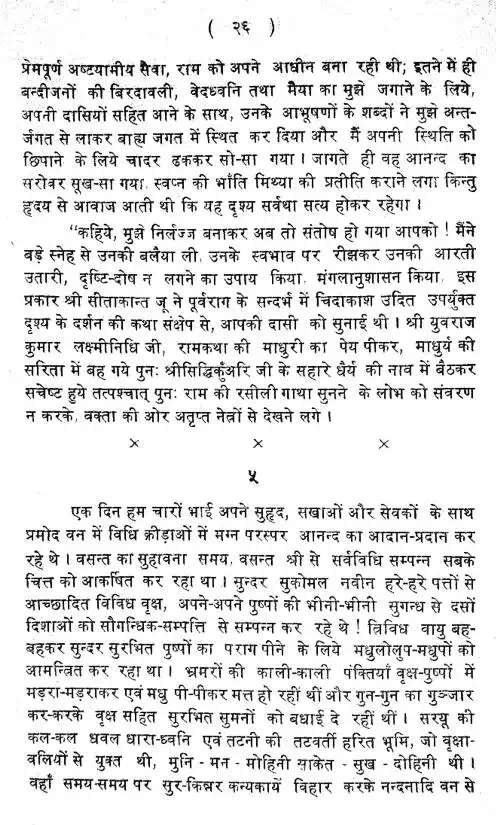 ( २६ )
प्रेमपूर्ण अष्टयामीय सेवा, राम को अपने आधीन बना रही थी; इतने में ही
बन्दीजनों की बिरदावली, वेदध्वनि तथा मैया का मुझे जगाने के लिये,
अपनी दासियों सहित आने के साथ, उनके आभूषणों के शब्दों ने मुझे अन्त-
र्जगत से लाकर बाह्य जगत में स्थित कर दिया और मैं अपनी स्थिति को
छिपाने के लिये चादर ढककर सो-सा गया। जागते ही वह आनन्द का
सरोवर सूख-सा गया, स्वप्न की भाँति मिथ्या की प्रतीति कराने लगा किन्तु
हृदय से आवाज आती थी कि यह दृश्य सर्वथा सत्य होकर रहेगा।
"कहिये, मुझे निर्लज्ज बनाकर अब तो संतोष हो गया आपको! मैंने
बड़े स्नेह से उनकी बलैया ली, उनके स्वभाव पर रीझकर उनकी आरती
उतारी, दृष्टि-दोष न लगने का उपाय किया, मंगलानुशासन किया, इस
प्रकार श्री सीताकान्त जू ने पूर्वराग के सन्दर्भ में चिदाकाश उदित उपर्युक्त
दृश्य के दर्शन की कथा संक्षेप से, आपकी दासी को सुनाई थी। श्री युवराज
कुमार लक्ष्मीनिधि जी, रामकथा की माधुरी का पेय पीकर, माधुर्य की
सरिता में बह गये पुनः श्रीसिद्धिकुँअरि जी के सहारे धैर्य की नाव में बैठकर
सचेष्ट हुये तत्पश्चात् पुनः राम की रसीली गाथा सुनने के लोभ को संवरण
न करके, वक्ता की ओर अतृप्त नेत्रों से देखने लगे।
× × ×
५
एक दिन हम चारों भाई अपने सुहृद, सखाओं और सेवकों के साथ
प्रमोद वन में विधि क्रीड़ाओं में मग्न परस्पर आनन्द का आदान-प्रदान कर
रहे थे। वसन्त का सुहावना समय, वसन्त श्री से सर्वविधि सम्पन्न सबके
चित्त को आकर्षित कर रहा था। सुन्दर सुकोमल नवीन हरे-हरे पत्तों से
आच्छादित विविध वृक्ष, अपने-अपने पुष्पों की भीनी-भीनी सुगन्ध से दसों
दिशाओं को सौगन्धिक-सम्पत्ति से सम्पन्न कर रहे थे! त्रिविध वायु बह-
बहकर सुन्दर सुरभित पुष्पों का पराग पीने के लिये मधुलोलुप-मधुपों को
आमन्त्रित कर रहा था। भ्रमरों की काली-काली पंक्तियाँ वृक्ष-पुष्पों में
मड़रा-मड़राकर एवं मधु पी-पीकर मत्त हो रहीं थीं और गुन-गुन का गुञ्जार
कर-करके वृक्ष सहित सुरभित सुमनों को बधाई दे रहीं थीं। सरयू की
कल-कल धवल धारा-ध्वनि एवं तटनी की तटवर्ती हरित भूमि, जो वृक्षा-
वलियों से युक्त थी, मुनि - मन - मोहिनी साकेत - सुख - दोहिनी थी।
वहाँ समय-समय पर सुर-किन्नर कन्यकायें विहार करके नन्दनादि वन से